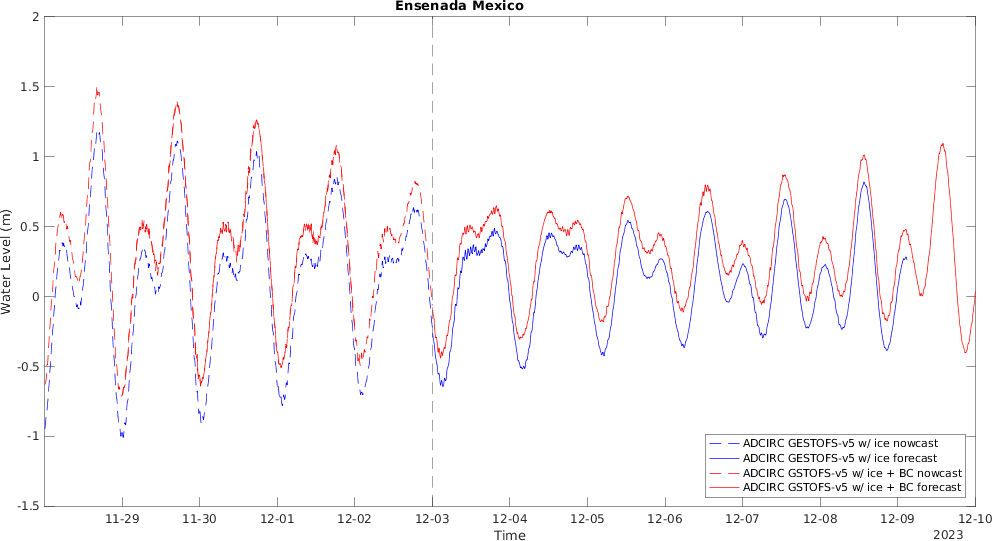 Ensenada Mexico
2
1.5
1
0.5
0
-0.5
-1
-1.5
Water Level (m)
11-29 11-30 12-01 12-02 12-03 12-04 12-05 12-06 12-07 12-08 12-09 12-10
Time
2023
ADCIRC GESTOFS-v5 w/ ice nowcast
ADCIRC GESTOFS-v5 w/ ice forecast
ADCIRC GSTOFS-v5 w/ ice + BC nowcast
ADCIRC GSTOFS-v5 w/ ice + BC forecast